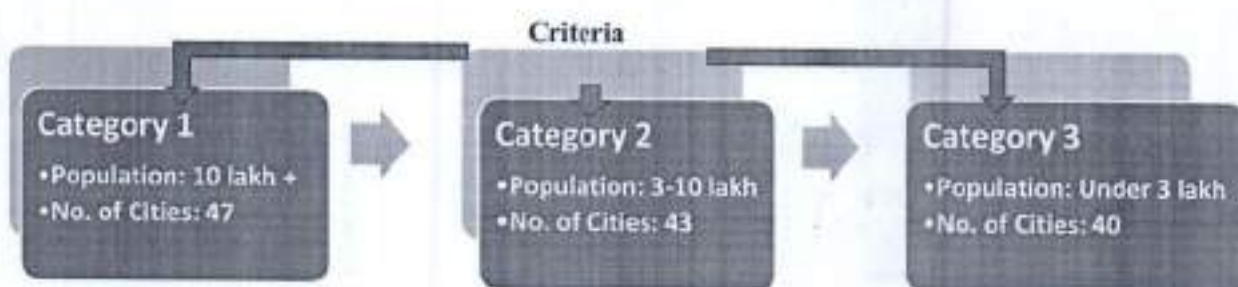 Criteria
Category 1
•Population: 10 lakh +
•No. of Cities: 47
Category 2
•Population: 3-10 lakh
•No. of Cities: 43
Category 3
•Population: Under 3 lakh
•No. of Cities: 40